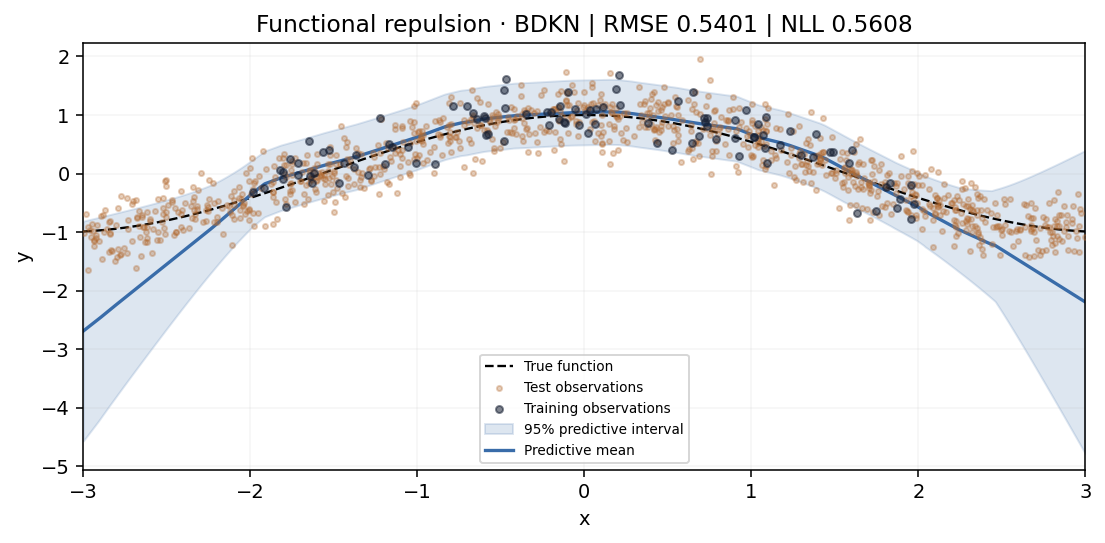 Functional repulsion · BDKN | RMSE 0.5401 | NLL 0.5608
2
1
0
−1
−2
−3
−4
−5
y
True function
Test observations
Training observations
95% predictive interval
Predictive mean
−3 −2 −1 0 1 2 3
x